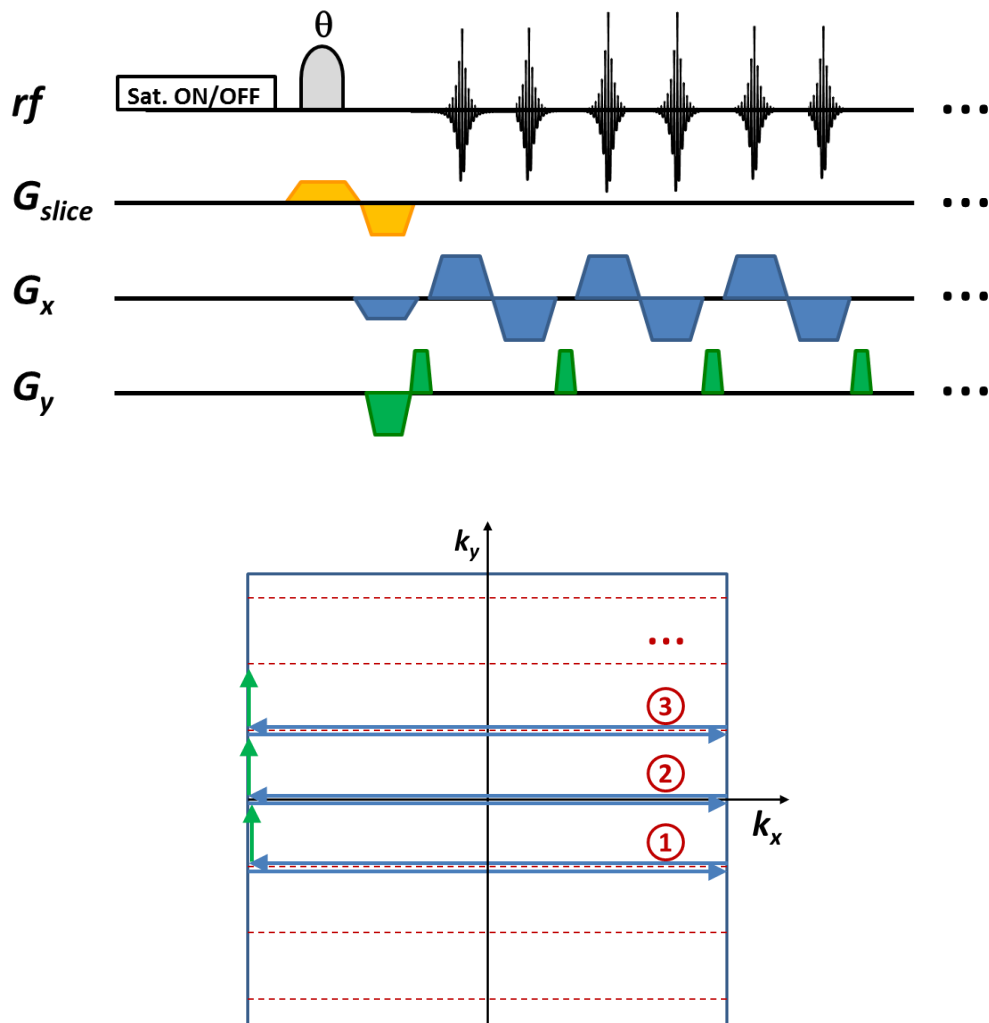 θ
Sat. ON/OFF
rf
...
G_slice
...
G_x
...
G_y
...
k_y
...
③
②
①
k_x